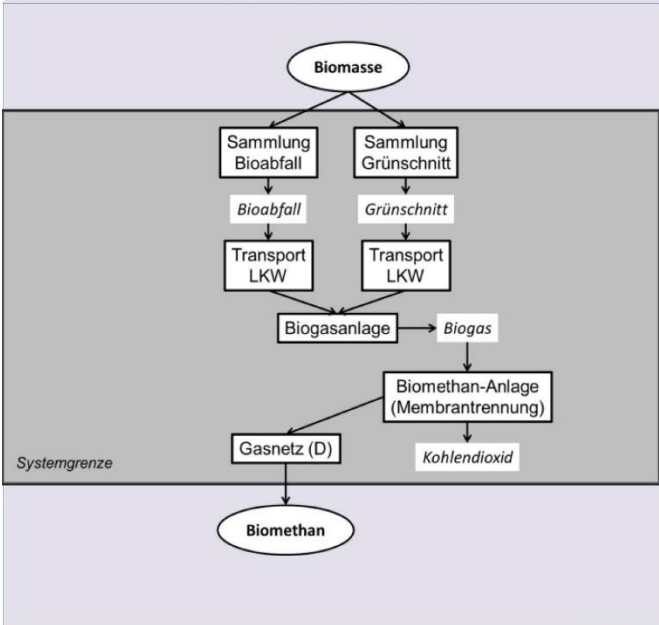 Biomasse
Sammlung
Bioabfall
Sammlung
Grünschnitt
Bioabfall
Grünschnitt
Transport
LKW
Transport
LKW
Biogasanlage
Biogas
Biomethan-Anlage
(Membrantrennung)
Gasnetz (D)
Kohlendioxid
Systemgrenze
Biomethan